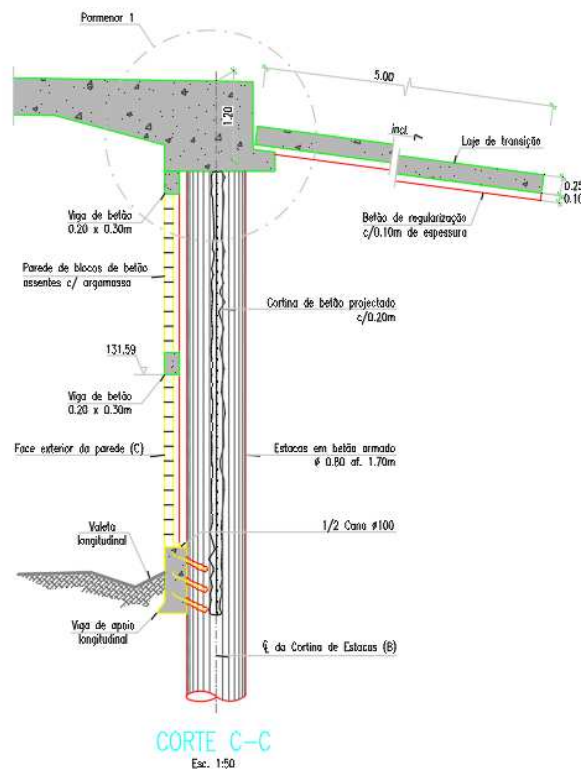 Pormenor 1
5.00
1.20
incl.
Laje de transição
0.25
0.10
Viga de betão
0.20 x 0.30m
Betão de regularização
c/0.10m de espessura
Parede de blocos de betão
assentes c/ argamassa
Cortina de betão projectado
c/0.20m
131.59
Viga de betão
0.20 x 0.30m
Face exterior da parede (C)
Estacas em betão armado
ø 0.80 af. 1.70m
1/2 Cana ø100
Valeta
longitudinal
Viga de apoio
longitudinal
℄ da Cortina de Estacas (B)
CORTE C-C
Esc. 1:50